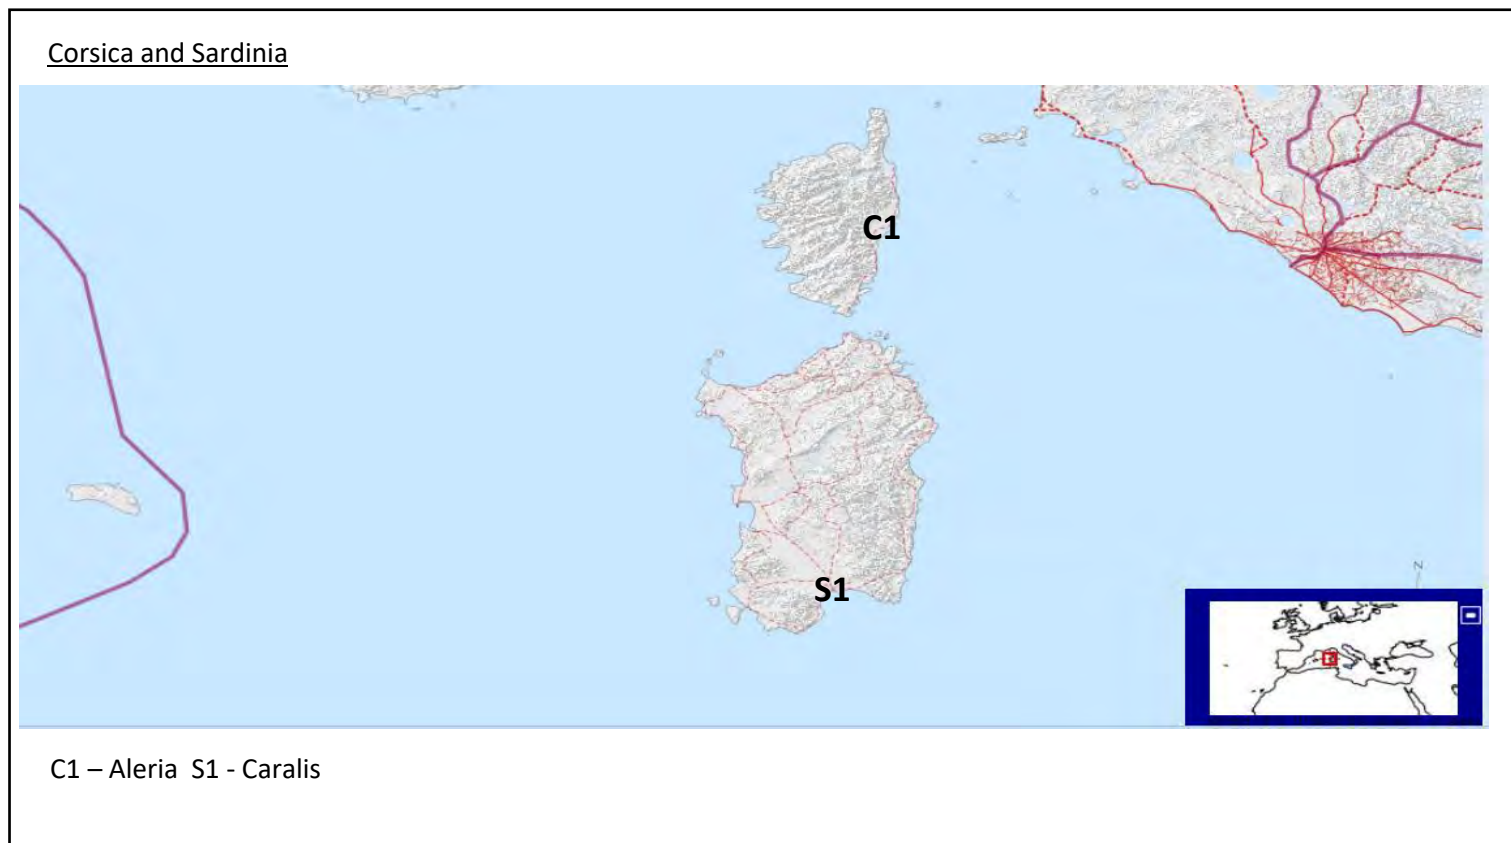 Corsica and Sardinia
C1
S1
N
C1 – Aleria  S1 - Caralis